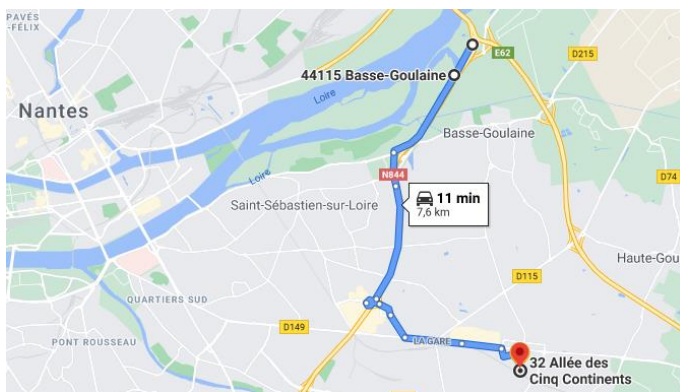 PAVÉS
-FÉLIX
E62
D215
44115 Basse-Goulaine
Loire
Nantes
Basse-Goulaine
Loire
N844
D74
11 min
7,6 km
Saint-Sébastien-sur-Loire
Haute-Gou
D115
QUARTIERS SUD
D149
PONT ROUSSEAU
LA GARE
32 Allée des
Cinq Continents